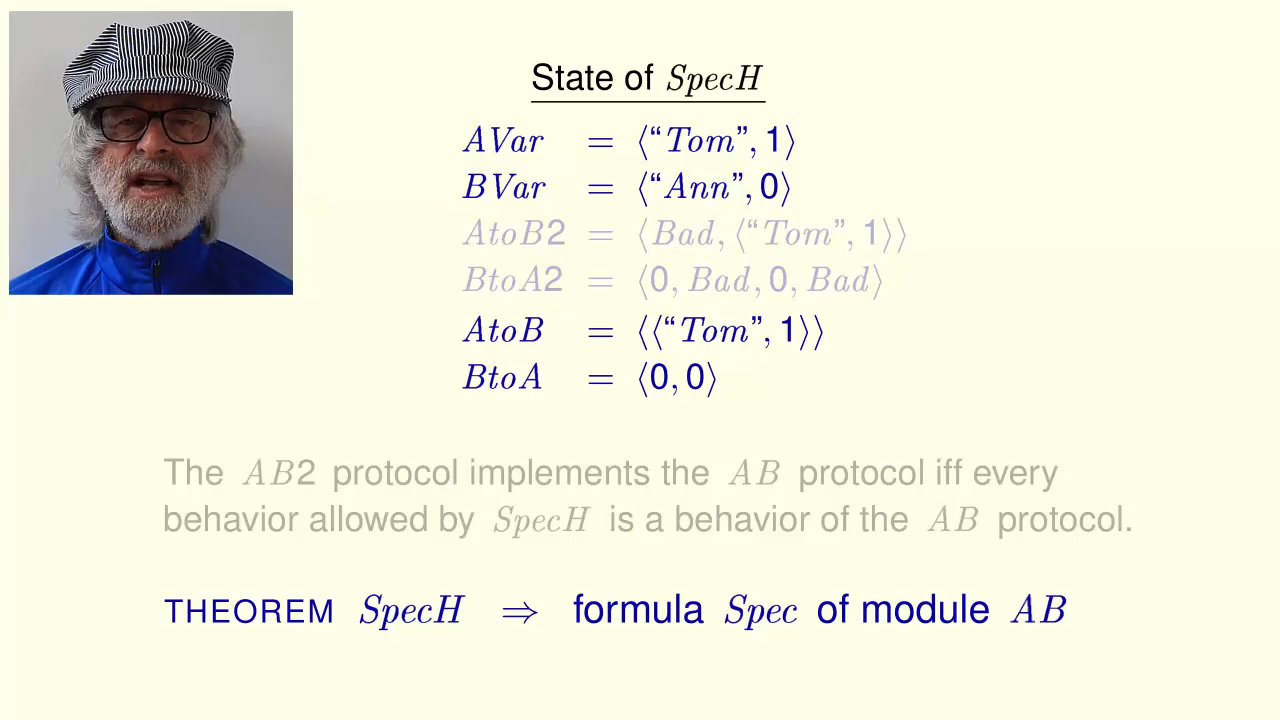 State of SpecH
AVar = ⟨“Tom”, 1⟩
BVar = ⟨“Ann”, 0⟩
AtoB2 = ⟨Bad, ⟨“Tom”, 1⟩⟩
BtoA2 = ⟨0, Bad, 0, Bad⟩
AtoB = ⟨⟨“Tom”, 1⟩⟩
BtoA = ⟨0, 0⟩
The AB2 protocol implements the AB protocol iff every
behavior allowed by SpecH is a behavior of the AB protocol.
THEOREM SpecH ⇒ formula Spec of module AB